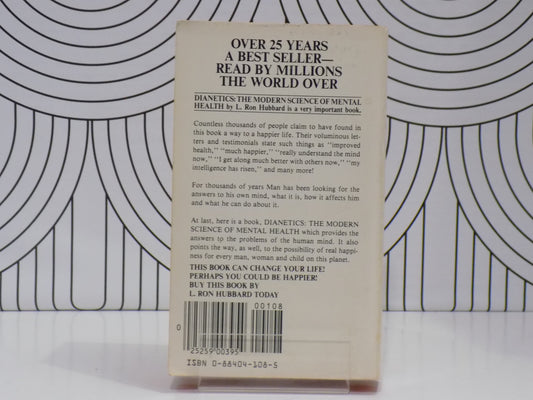 OVER 25 YEARS
A BEST SELLER—
READ BY MILLIONS
THE WORLD OVER
DIANETICS: THE MODERN SCIENCE OF MENTAL
HEALTH by L. Ron Hubbard is a very important book.
Countless thousands of people claim to have found in
this book a way to a happier life. Their voluminous let-
ters and testimonials state such things as "improved
health," "much happier," "really understand the mind
now," "I get along much better with others now," "my
intelligence has risen," and many more!
For thousands of years Man has been looking for the
answers to his own mind, what it is, how it affects him
and what he can do about it.
At last, here is a book, DIANETICS: THE MODERN
SCIENCE OF MENTAL HEALTH which provides the
answers to the problems of the human mind. It also
points the way, as well, to the possibility of real happi-
ness for every man, woman and child on this planet.
THIS BOOK CAN CHANGE YOUR LIFE!
PERHAPS YOU COULD BE HAPPIER!
BUY THIS BOOK BY
L. RON HUBBARD TODAY
00108
0
25259 00395
ISBN 0-88404-108-5